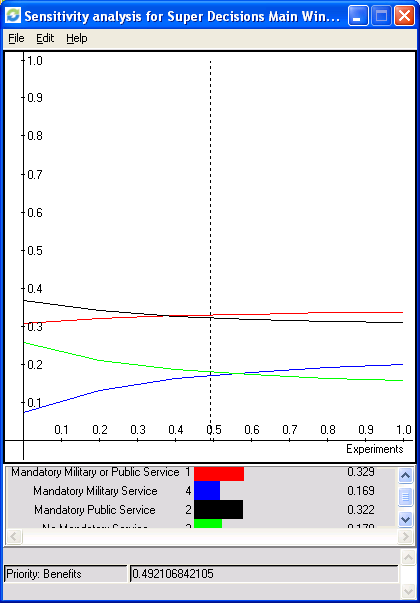 Sensitivity analysis for Super Decisions Main Win...
File Edit Help
1.0
0.9
0.8
0.7
0.6
0.5
0.4
0.3
0.2
0.1
0.1 0.2 0.3 0.4 0.5 0.6 0.7 0.8 0.9 1.0
Experiments
Mandatory Military or Public Service 1 0.329
Mandatory Military Service 4 0.169
Mandatory Public Service 2 0.322
No Mandatory Service
Priority: Benefits 0.492106842105